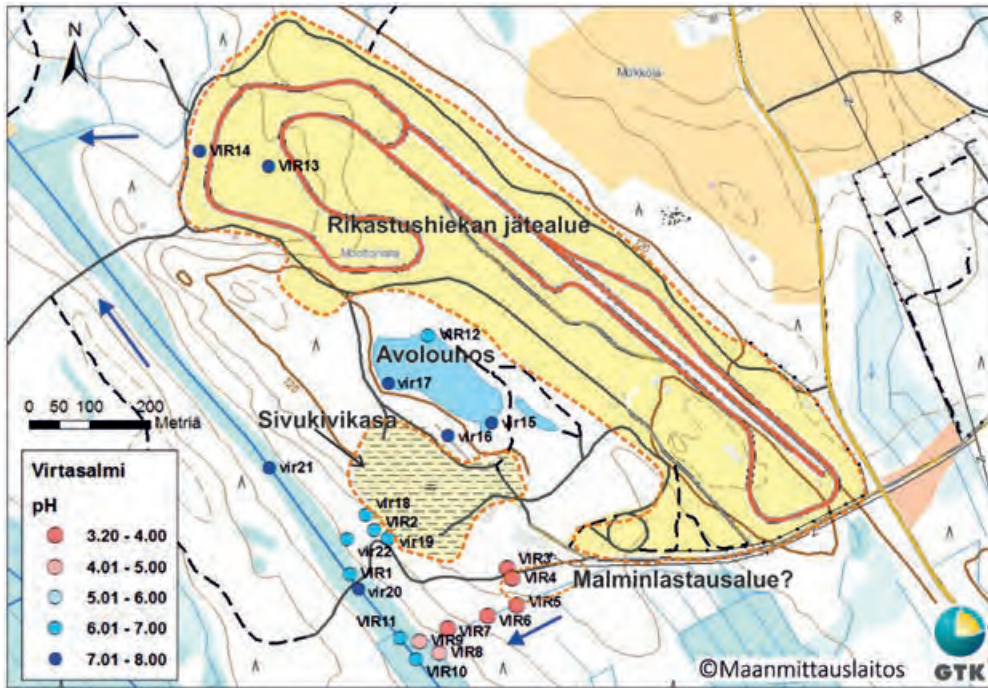 N
R
Mökkölä
VIR14
VIR13
Rikastushiekan jätealue
120
VIR12
Avolouhos
vir17
120
Sivukivikasa
vir15
vir16
0 50 100 200
Metriä
vir21
Virtasalmi
pH
3.20 - 4.00
4.01 - 5.00
5.01 - 6.00
6.01 - 7.00
7.01 - 8.00
vir18
VIR2
vir19
vir22
VIR1
vir20
VIR3
VIR4
Malminlastausalue?
VIR5
VIR6
VIR7
VIR11
VIR9
VIR8
VIR10
©Maanmittauslaitos
GTK